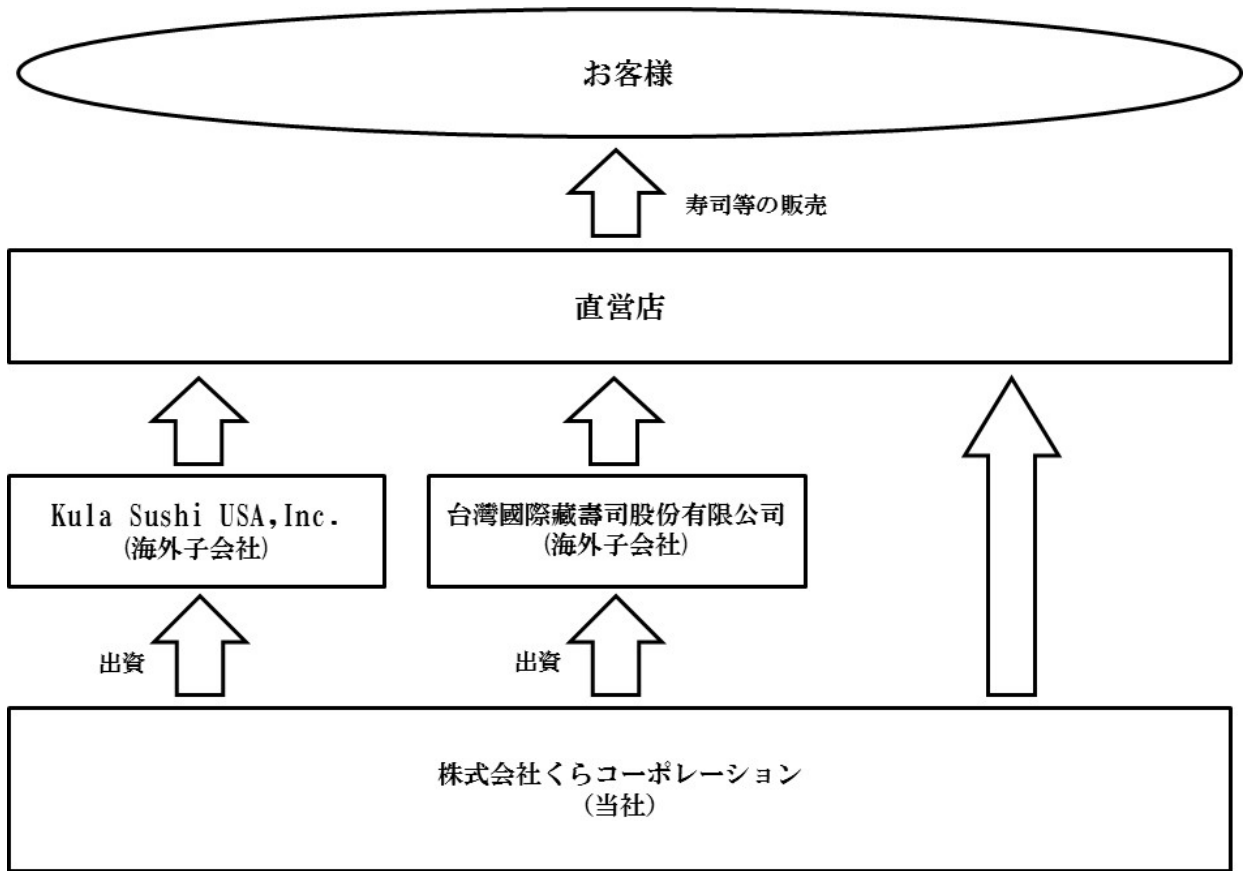 お客様
寿司等の販売
直営店
Kula Sushi USA,Inc.
(海外子会社)
台灣國際藏壽司股份有限公司
(海外子会社)
出資
出資
株式会社くらコーポレーション
(当社)